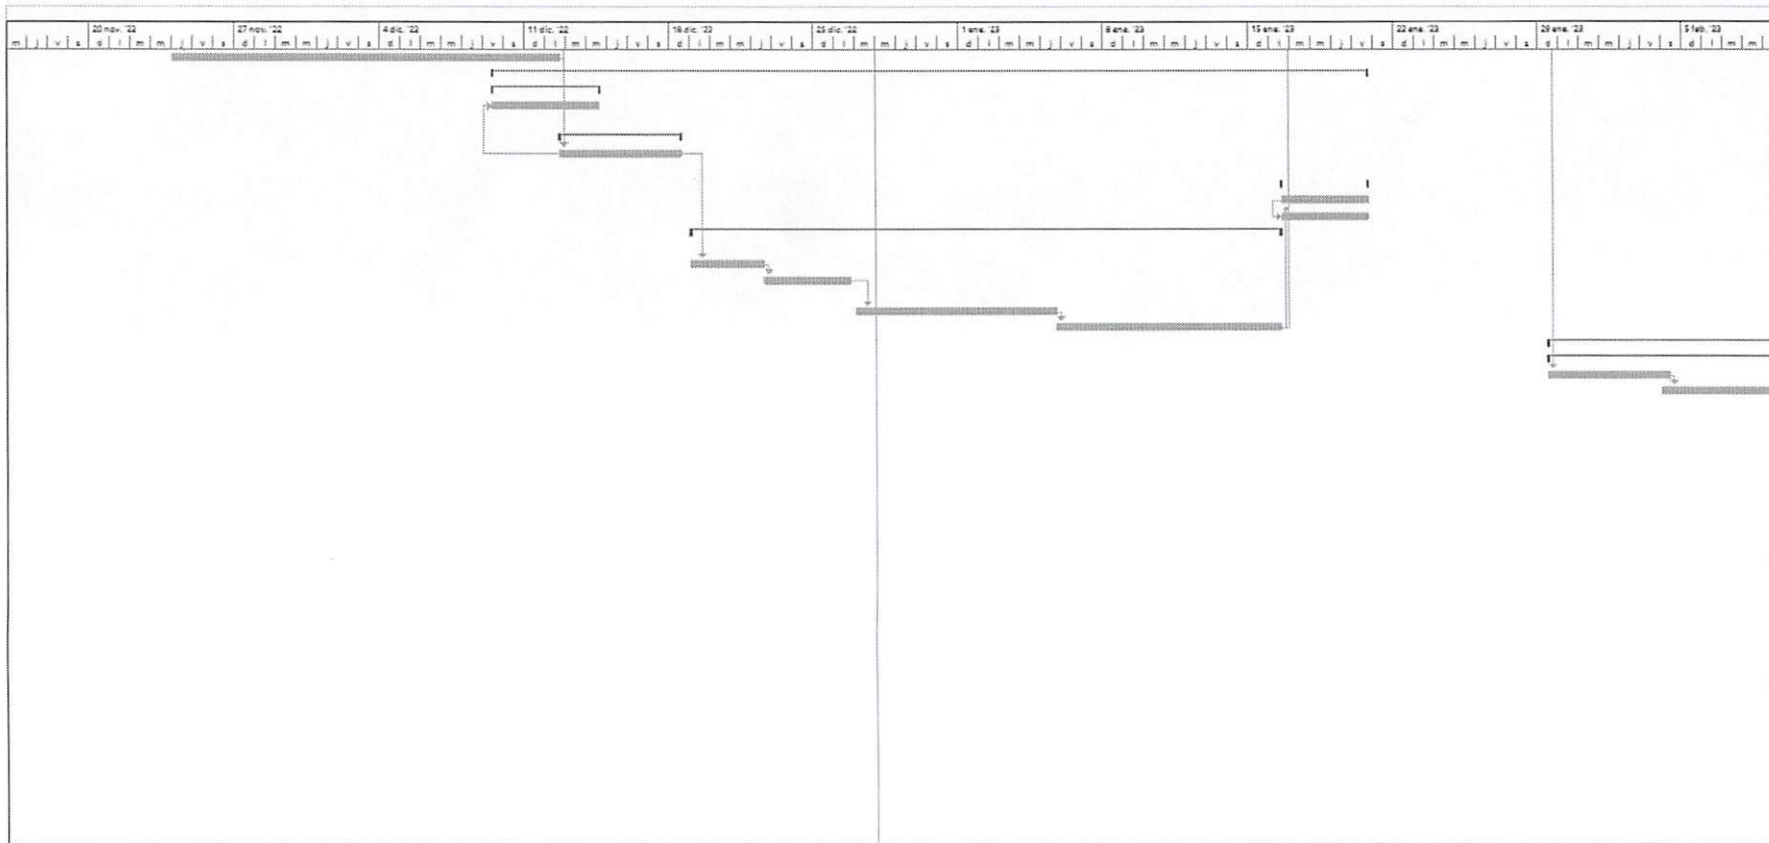 20 nov. '22 27 nov. '22 4 dic. '22 11 dic. '22 18 dic. '22 25 dic. '22 1 ene. '23 8 ene. '23 15 ene. '23 22 ene. '23 29 ene. '23 5 feb. '23
m j v s d l m m j v s d l m m j v s d l m m j v s d l m m j v s d l m m j v s d l m m j v s d l m m j v s d l m m j v s d l m m j v s d l m m j v s d l m m j v s d l m m